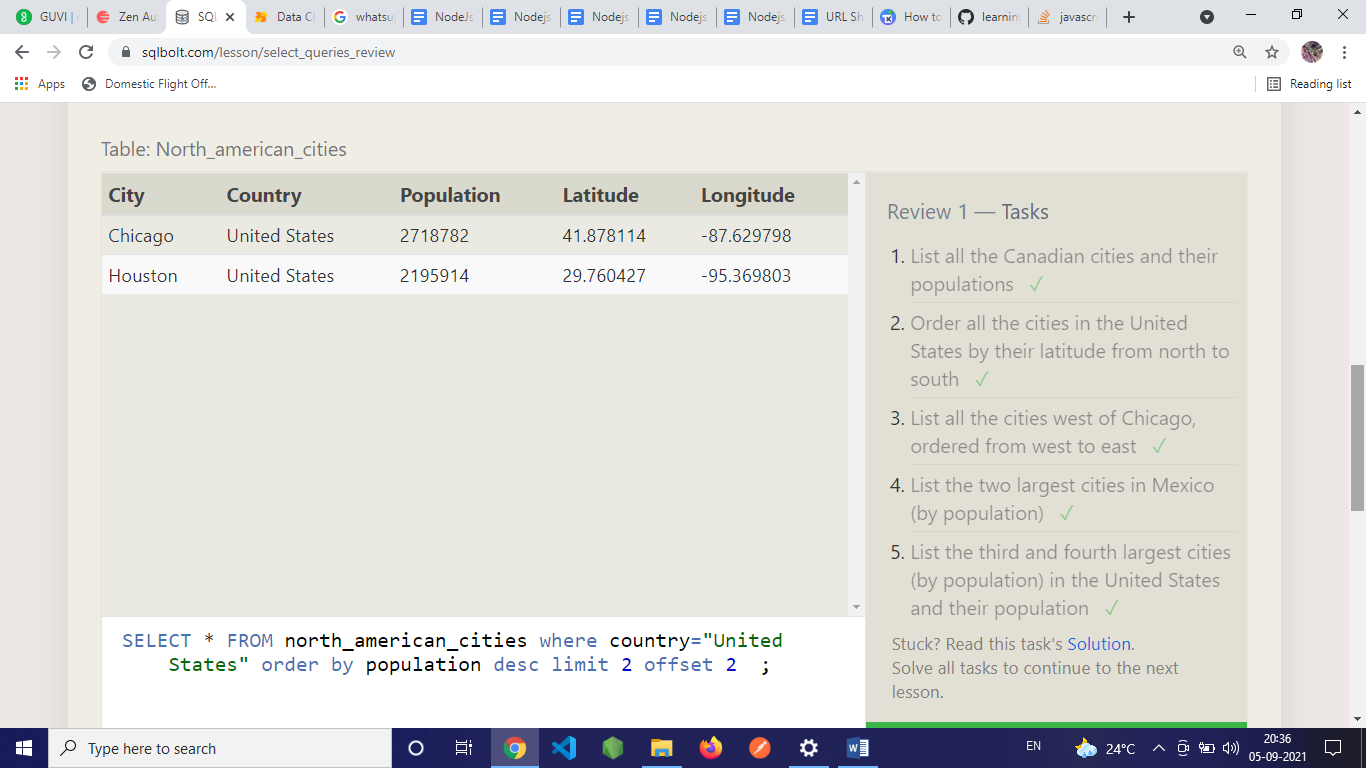 GUVI |
Zen Au
SQL
Data Cl
whatsu
NodeJs
Nodejs
Nodejs
Nodejs
Nodejs
URL Sh
How to
learnin
javascri
sqlbolt.com/lesson/select_queries_review
Apps
Domestic Flight Off...
Reading list
Table: North_american_cities
City Country Population Latitude Longitude
Chicago United States 2718782 41.878114 -87.629798
Houston United States 2195914 29.760427 -95.369803
SELECT * FROM north_american_cities where country="United
States" order by population desc limit 2 offset 2 ;
Review 1 — Tasks
1. List all the Canadian cities and their
populations ✓
2. Order all the cities in the United
States by their latitude from north to
south ✓
3. List all the cities west of Chicago,
ordered from west to east ✓
4. List the two largest cities in Mexico
(by population) ✓
5. List the third and fourth largest cities
(by population) in the United States
and their population ✓
Stuck? Read this task's Solution.
Solve all tasks to continue to the next
lesson.
Type here to search
EN
24°C
20:36
05-09-2021